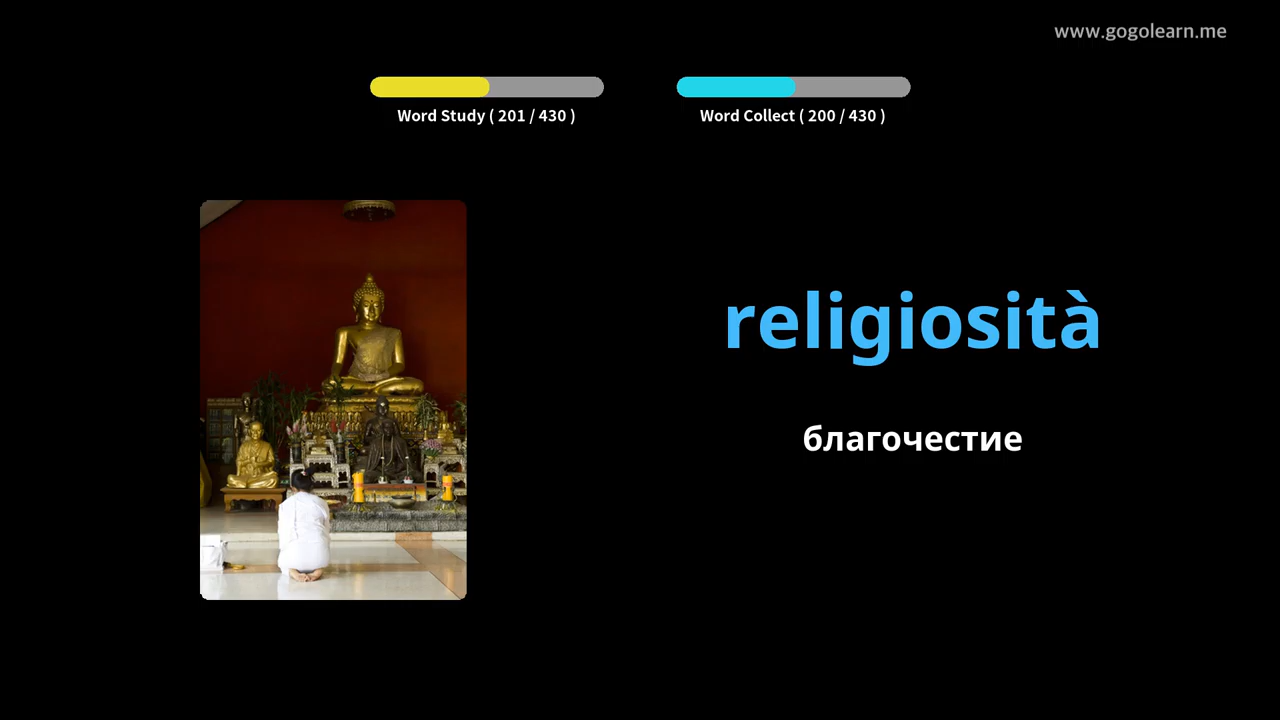 www.gogolearn.me
Word Study ( 201 / 430 )
Word Collect ( 200 / 430 )
religiosità
благочестие